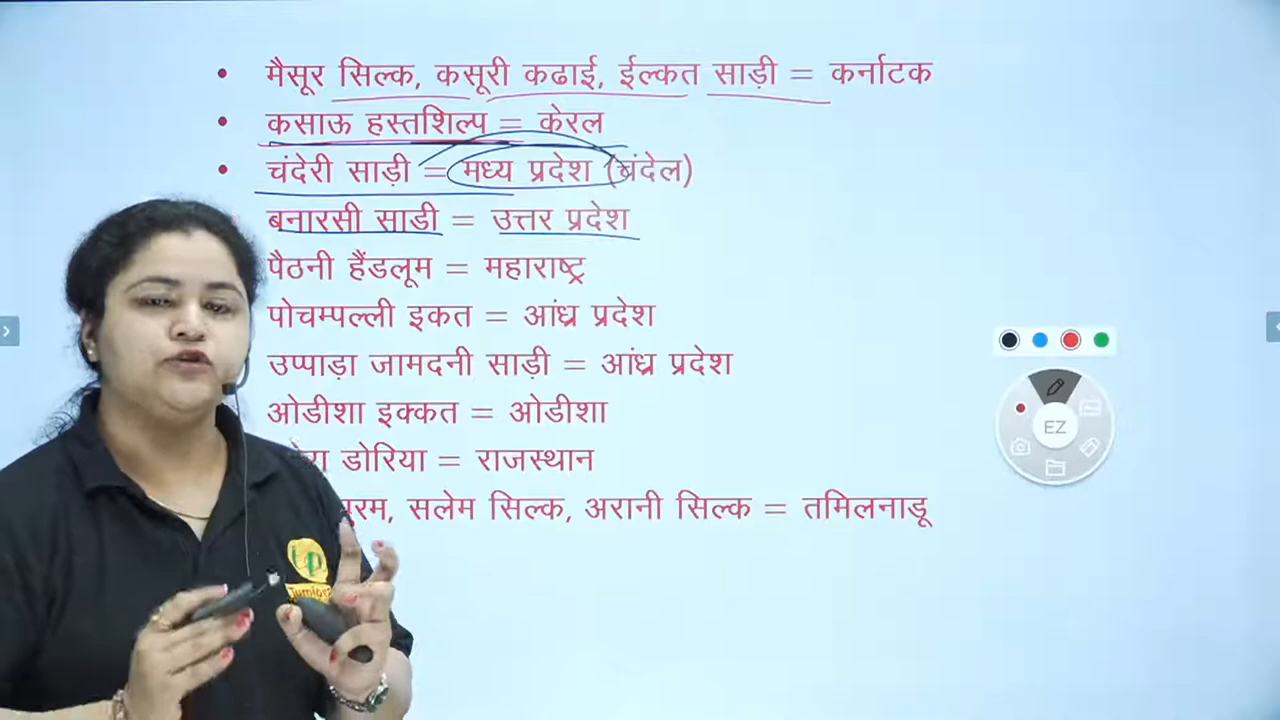 • मैसूर सिल्क, कसूरी कढाई, ईल्कत साड़ी = कर्नाटक
• कसाऊ हस्तशिल्प = केरल
• चंदेरी साड़ी = मध्य प्रदेश (चंदेल)
बनारसी साडी = उत्तर प्रदेश
पैठनी हैंडलूम = महाराष्ट्र
पोचम्पल्ली इकत = आंध्र प्रदेश
उप्पाड़ा जामदनी साड़ी = आंध्र प्रदेश
ओडीशा इक्कत = ओडीशा
डोरिया = राजस्थान
सलेम सिल्क, अरानी सिल्क = तमिलनाडू
EZ